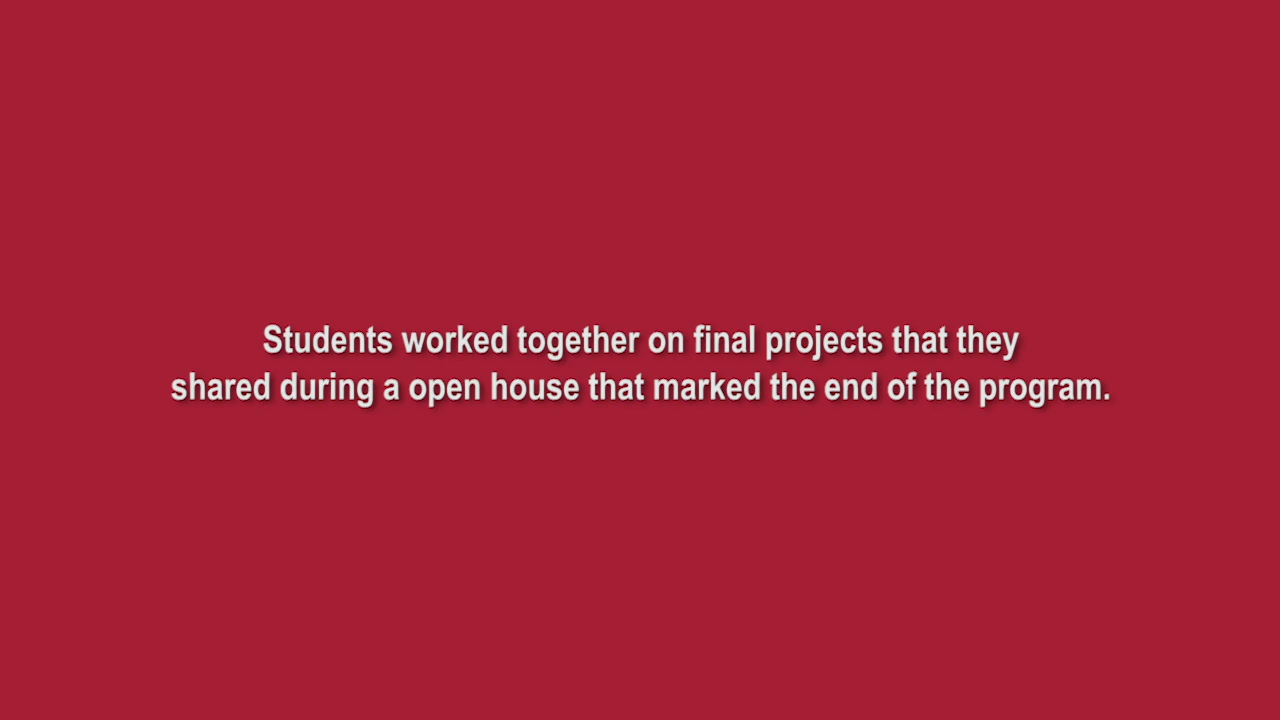 Students worked together on final projects that they
shared during a open house that marked the end of the program.